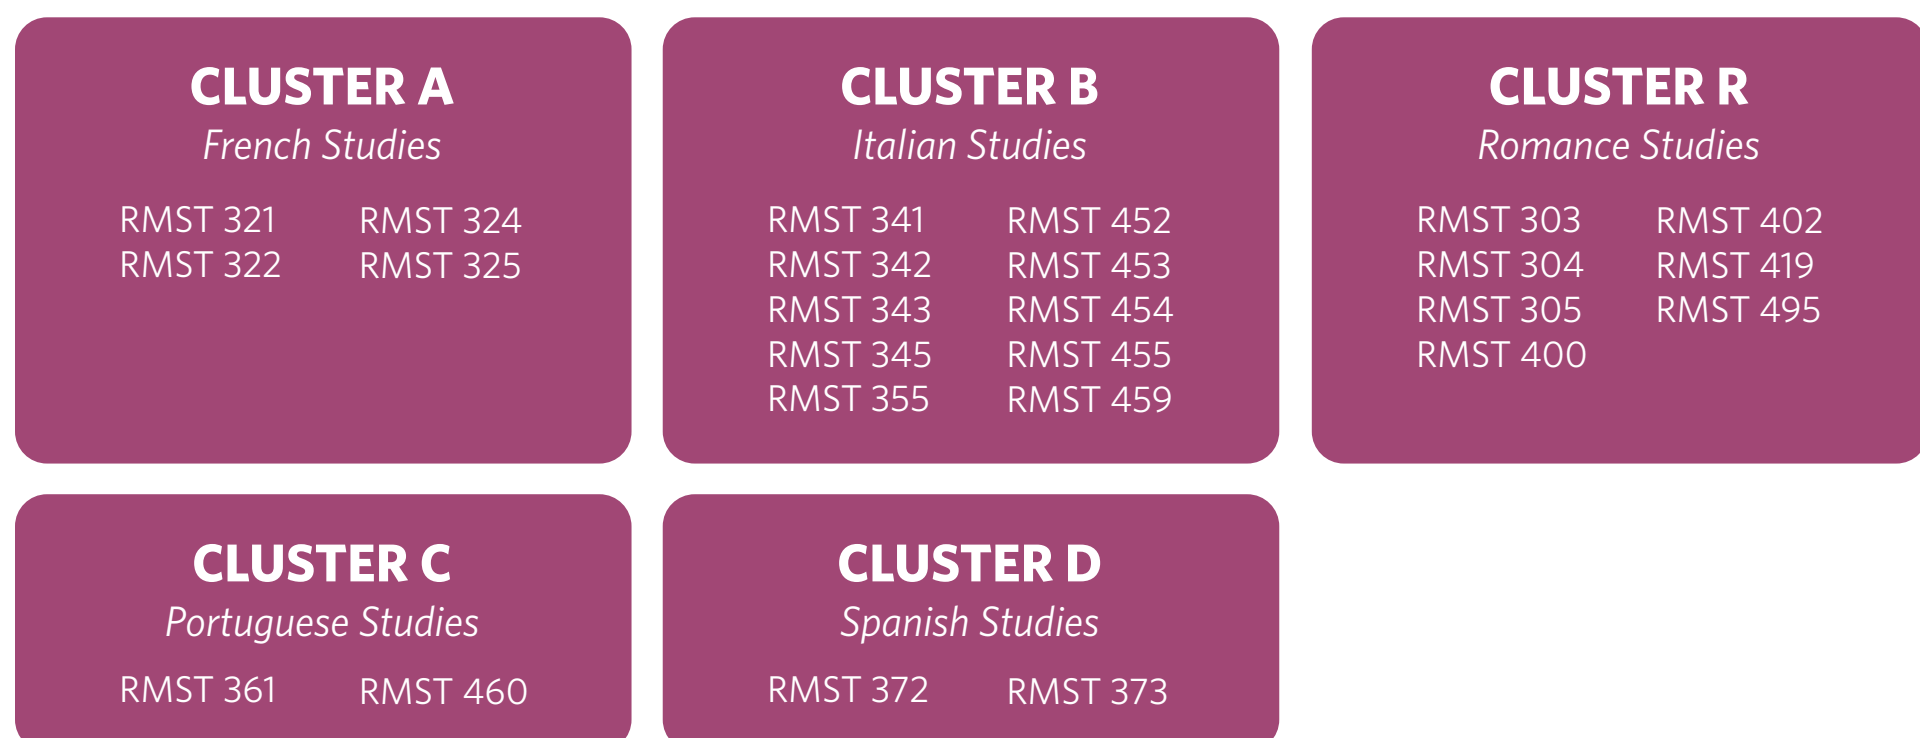 CLUSTER A
French Studies
RMST 321
RMST 322
RMST 324
RMST 325
CLUSTER B
Italian Studies
RMST 341
RMST 342
RMST 343
RMST 345
RMST 355
RMST 452
RMST 453
RMST 454
RMST 455
RMST 459
CLUSTER R
Romance Studies
RMST 303
RMST 304
RMST 305
RMST 400
RMST 402
RMST 419
RMST 495
CLUSTER C
Portuguese Studies
RMST 361
RMST 460
CLUSTER D
Spanish Studies
RMST 372
RMST 373